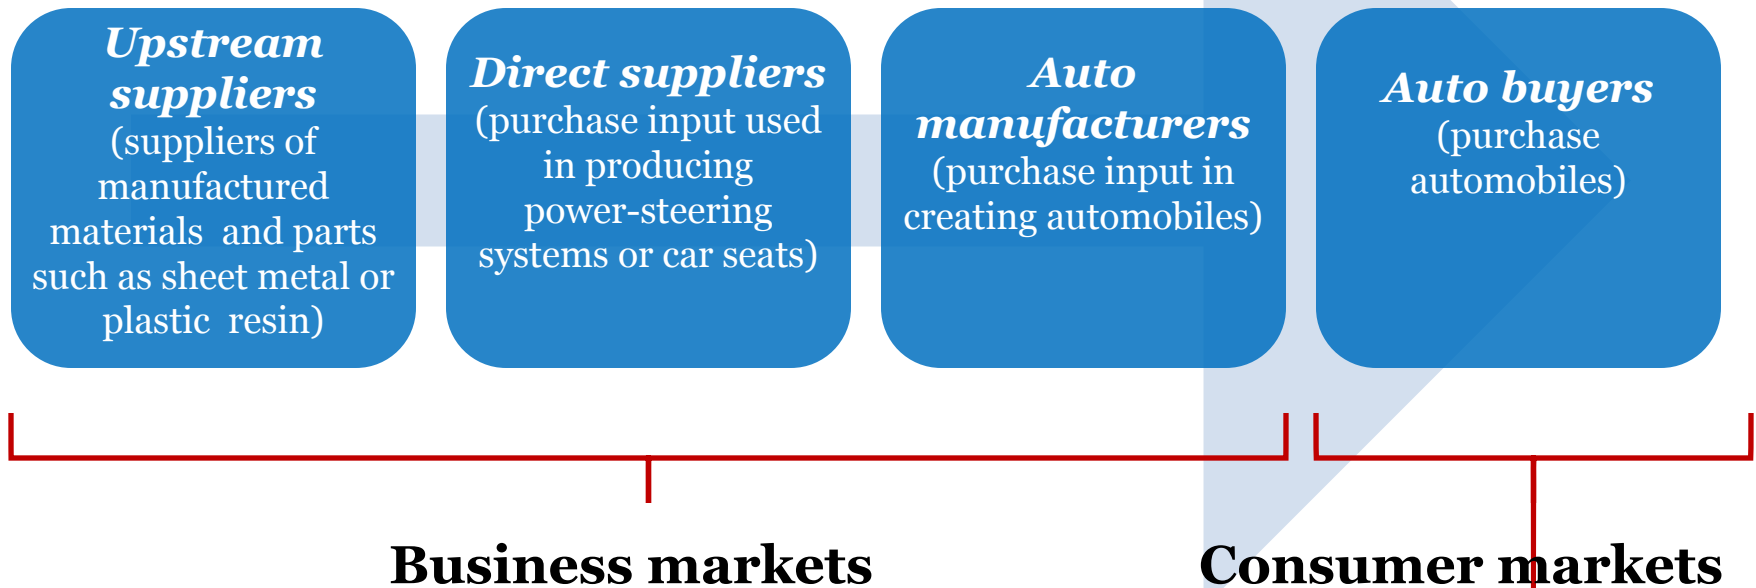 Upstream
suppliers
(suppliers of
manufactured
materials  and parts
such as sheet metal or
plastic  resin)
Direct suppliers
(purchase input used
in producing
power-steering
systems or car seats)
Auto
manufacturers
(purchase input in
creating automobiles)
Auto buyers
(purchase
automobiles)
Business markets
Consumer markets